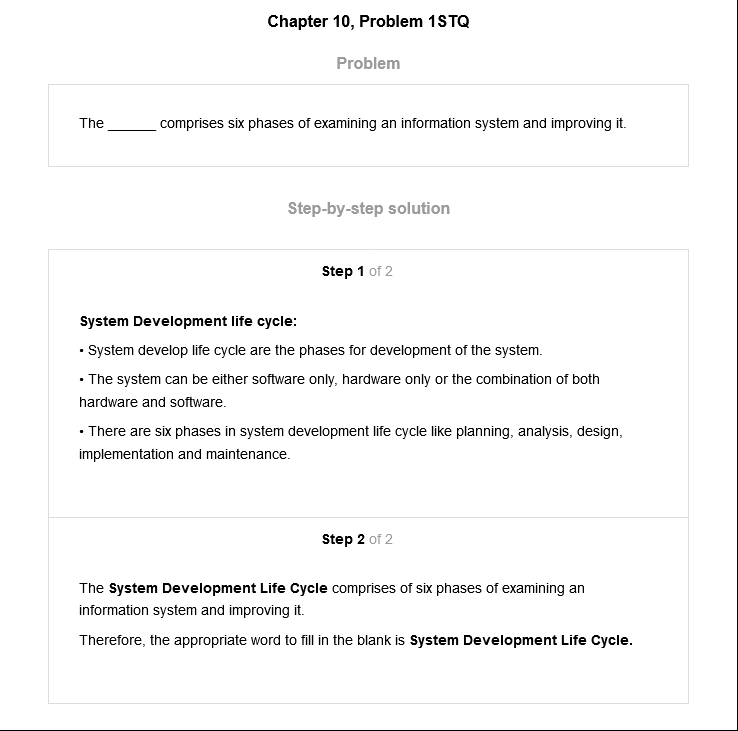 Chapter 10, Problem 1STQ
Problem
The ______ comprises six phases of examining an information system and improving it.
Step-by-step solution
Step 1 of 2
System Development life cycle:
• System develop life cycle are the phases for development of the system.
• The system can be either software only, hardware only or the combination of both
hardware and software.
• There are six phases in system development life cycle like planning, analysis, design,
implementation and maintenance.
Step 2 of 2
The System Development Life Cycle comprises of six phases of examining an
information system and improving it.
Therefore, the appropriate word to fill in the blank is System Development Life Cycle.